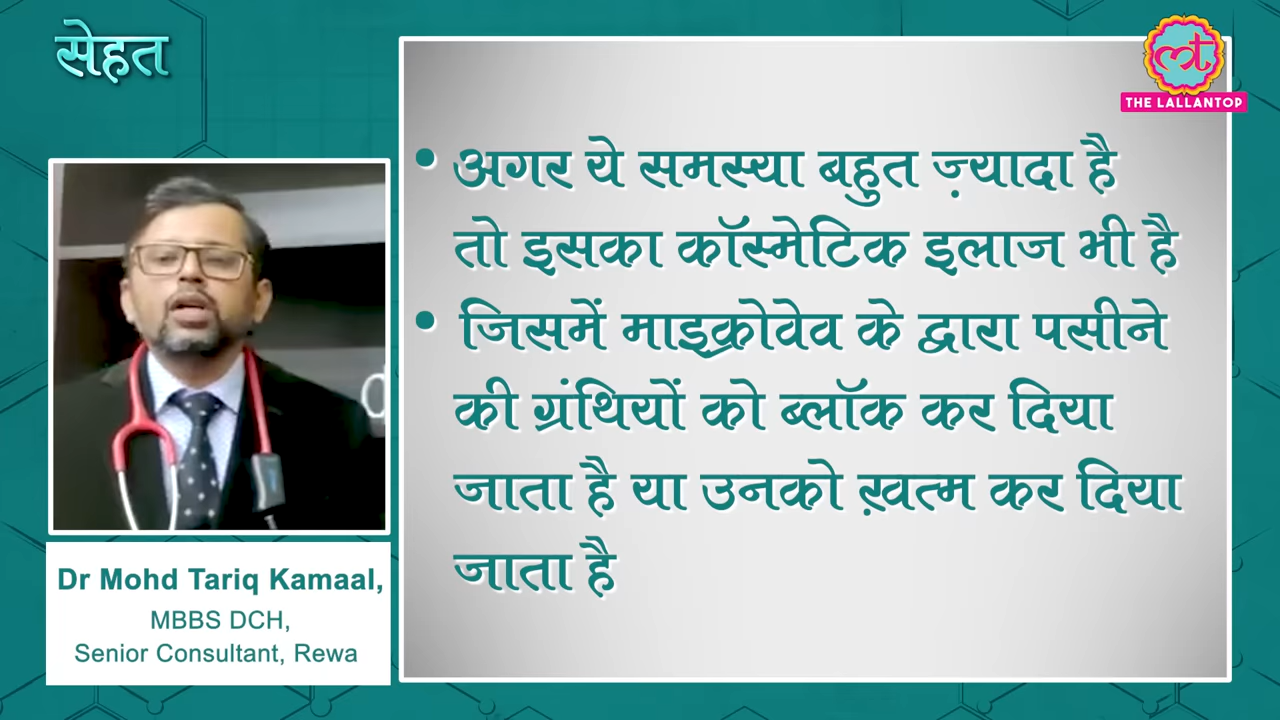 सेहत
THE LALLANTOP
• अगर ये समस्या बहुत ज़्यादा है
तो इसका कॉस्मेटिक इलाज भी है
• जिसमें माइक्रोवेव के द्वारा पसीने
की ग्रंथियों को ब्लॉक कर दिया
जाता है या उनको ख़त्म कर दिया
जाता है
Dr Mohd Tariq Kamaal,
MBBS DCH,
Senior Consultant, Rewa